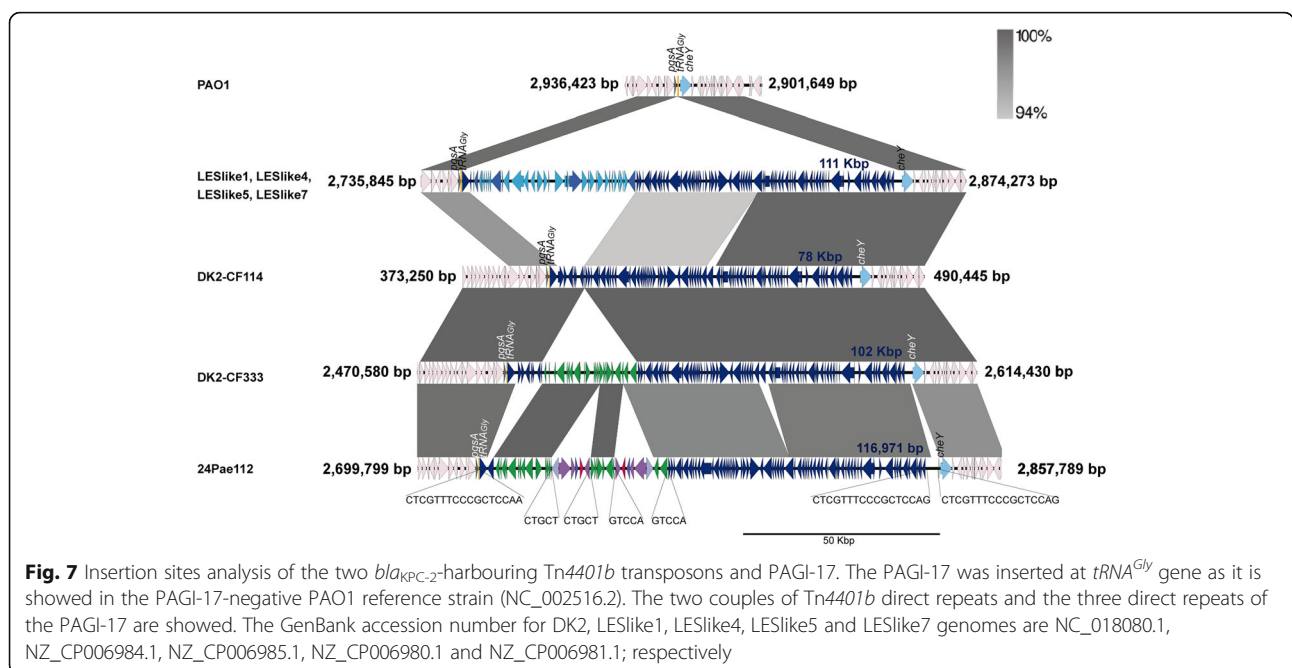 pgsA
tRNAGly
cheY
100%
94%
PAO1
2,936,423 bp
2,901,649 bp
pgsA
tRNAGly
111 Kbp
cheY
LESlike1, LESlike4,
LESlike5, LESlike7
2,735,845 bp
2,874,273 bp
pgsA
tRNAGly
78 Kbp
cheY
DK2-CF114
373,250 bp
490,445 bp
pgsA
tRNAGly
102 Kbp
cheY
DK2-CF333
2,470,580 bp
2,614,430 bp
pgsA
tRNAGly
116,971 bp
cheY
24Pae112
2,699,799 bp
2,857,789 bp
CTCGTTTCCCGCTCCAA
CTGCT
CTGCT
GTCCA
GTCCA
CTCGTTTCCCGCTCCAG
CTCGTTTCCCGCTCCAG
50 Kbp
Fig. 7 Insertion sites analysis of the two blaKPC-2-harbouring Tn4401b transposons and PAGI-17. The PAGI-17 was inserted at tRNAGly gene as it is
showed in the PAGI-17-negative PAO1 reference strain (NC_002516.2). The two couples of Tn4401b direct repeats and the three direct repeats of
the PAGI-17 are showed. The GenBank accession number for DK2, LESlike1, LESlike4, LESlike5 and LESlike7 genomes are NC_018080.1,
NZ_CP006984.1, NZ_CP006985.1, NZ_CP006980.1 and NZ_CP006981.1; respectively